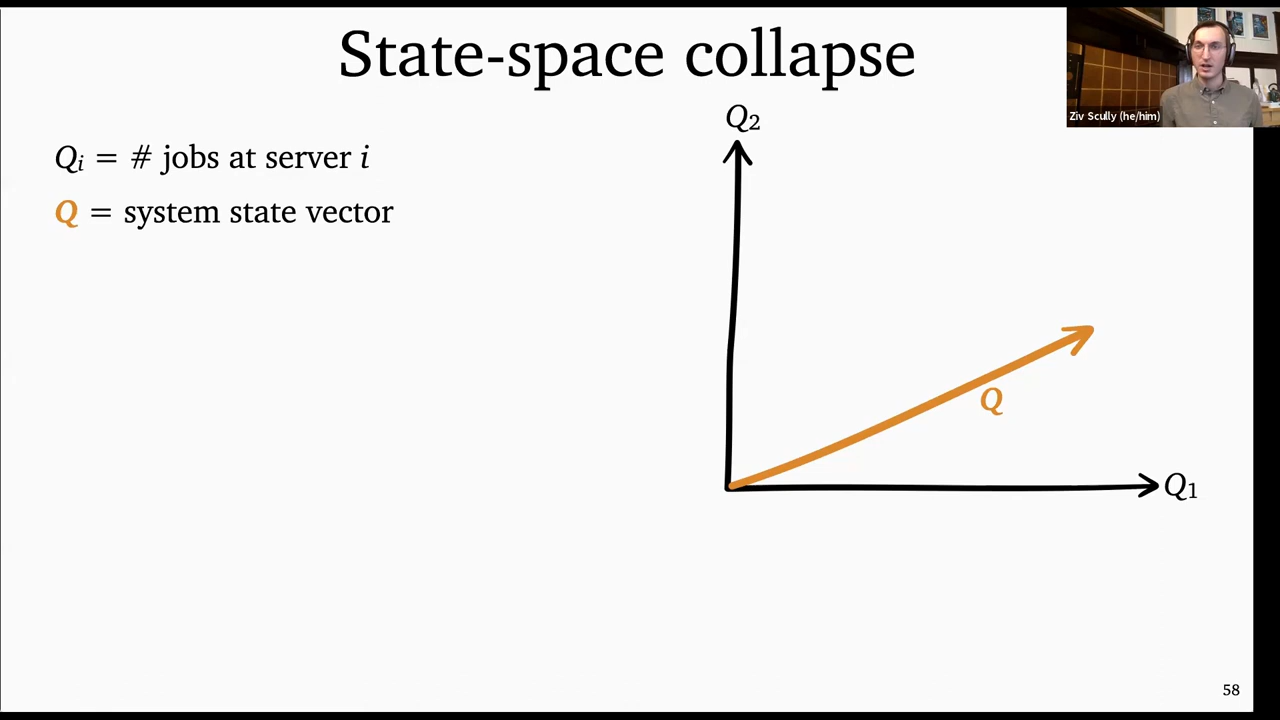 State-space collapse
Ziv Scully (he/him)
Qᵢ = # jobs at server i
Q = system state vector
Q₂
Q
Q₁
58